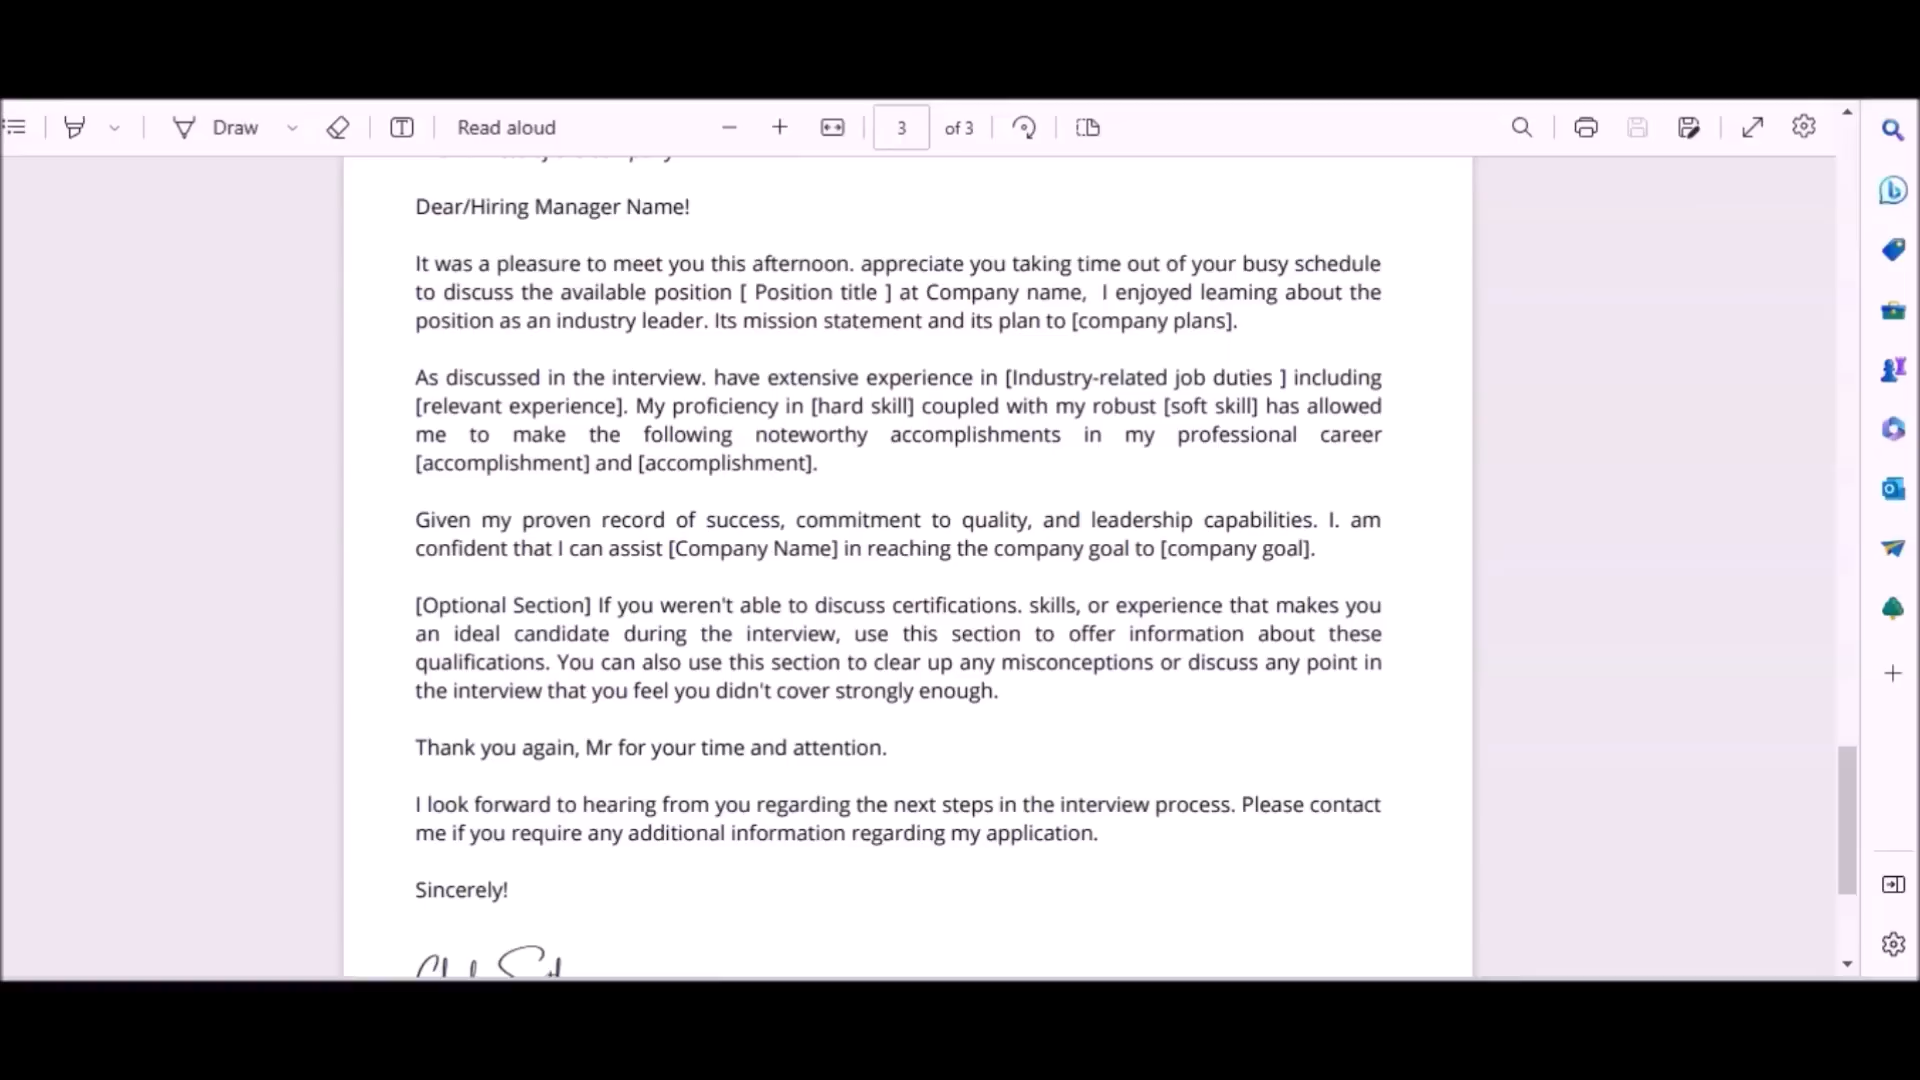 Draw
Read aloud
3
of 3
Dear/Hiring Manager Name!
It was a pleasure to meet you this afternoon. appreciate you taking time out of your busy schedule
to discuss the available position [ Position title ] at Company name,  I enjoyed leaming about the
position as an industry leader. Its mission statement and its plan to [company plans].
As discussed in the interview. have extensive experience in [Industry-related job duties ] including
[relevant experience]. My proficiency in [hard skill] coupled with my robust [soft skill] has allowed
me to make the following noteworthy accomplishments in my professional career
[accomplishment] and [accomplishment].
Given my proven record of success, commitment to quality, and leadership capabilities. I. am
confident that I can assist [Company Name] in reaching the company goal to [company goal].
[Optional Section] If you weren't able to discuss certifications. skills, or experience that makes you
an ideal candidate during the interview, use this section to offer information about these
qualifications. You can also use this section to clear up any misconceptions or discuss any point in
the interview that you feel you didn't cover strongly enough.
Thank you again, Mr for your time and attention.
I look forward to hearing from you regarding the next steps in the interview process. Please contact
me if you require any additional information regarding my application.
Sincerely!